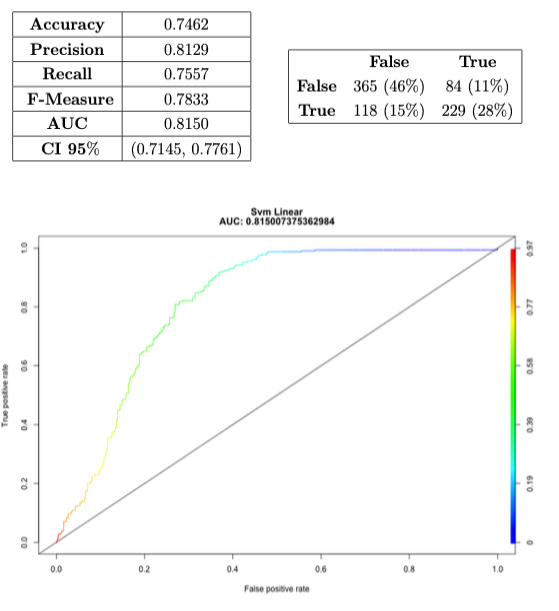 Accuracy 0.7462
Precision 0.8129
Recall 0.7557
F-Measure 0.7833
AUC 0.8150
CI 95% (0.7145, 0.7761)
False True
False 365 (46%) 84 (11%)
True 118 (15%) 229 (28%)
Svm Linear
AUC: 0.815007375362984
True positive rate
1.0
0.8
0.6
0.4
0.2
0.0
0.97
0.77
0.58
0.39
0.19
0
0.0 0.2 0.4 0.6 0.8 1.0
False positive rate